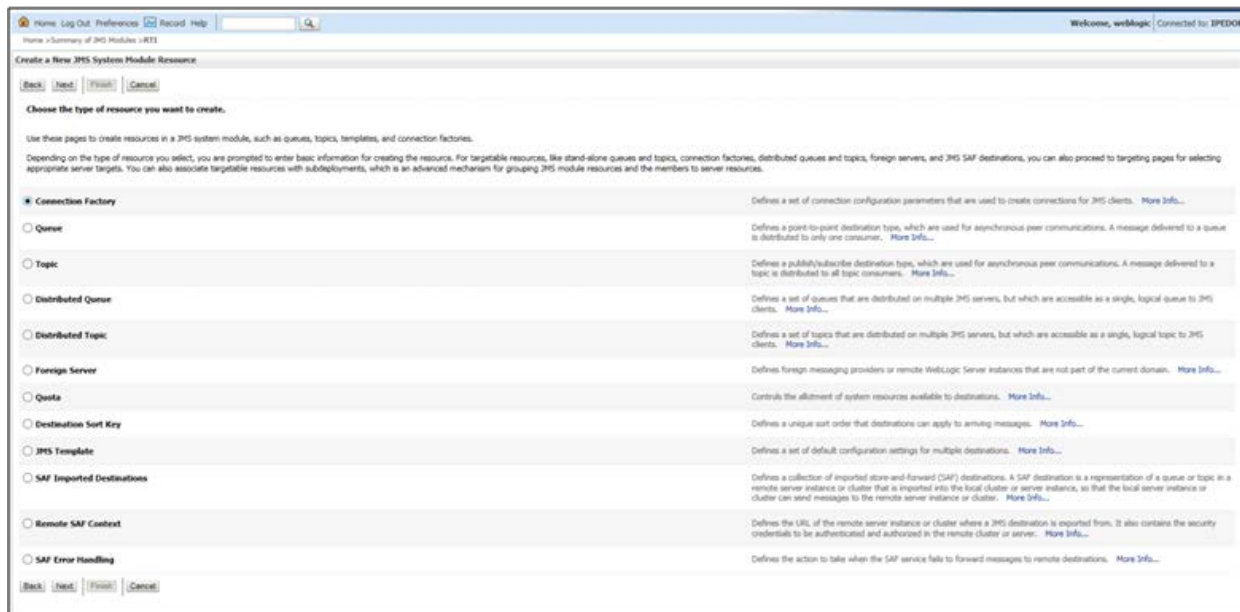 Home Log Out Preferences Record Help
Welcome, weblogic Connected to: IPEDO
Home >Summary of JMS Modules >RTI
Create a New JMS System Module Resource
Back Next Finish Cancel
Choose the type of resource you want to create.
Use these pages to create resources in a JMS system module, such as queues, topics, templates, and connection factories.
Depending on the type of resource you select, you are prompted to enter basic information for creating the resource. For targetable resources, like stand-alone queues and topics, connection factories, distributed queues and topics, foreign servers, and JMS SAF destinations, you can also proceed to targeting pages for selecting
appropriate server targets. You can also associate targetable resources with subdeployments, which is an advanced mechanism for grouping JMS module resources and the members to server resources.
Connection Factory
Defines a set of connection configuration parameters that are used to create connections for JMS clients. More Info...
Queue
Defines a point-to-point destination type, which are used for asynchronous peer communications. A message delivered to a queue
is distributed to only one consumer. More Info...
Topic
Defines a publish/subscribe destination type, which are used for asynchronous peer communications. A message delivered to a
topic is distributed to all topic consumers. More Info...
Distributed Queue
Defines a set of queues that are distributed on multiple JMS servers, but which are accessible as a single, logical queue to JMS
clients. More Info...
Distributed Topic
Defines a set of topics that are distributed on multiple JMS servers, but which are accessible as a single, logical topic to JMS
clients. More Info...
Foreign Server
Defines foreign messaging providers or remote WebLogic Server instances that are not part of the current domain. More Info...
Quota
Controls the allotment of system resources available to destinations. More Info...
Destination Sort Key
Defines a unique sort order that destinations can apply to arriving messages. More Info...
JMS Template
Defines a set of default configuration settings for multiple destinations. More Info...
SAF Imported Destinations
Defines a collection of imported store-and-forward (SAF) destinations. A SAF destination is a representation of a queue or topic in a
remote server instance or cluster that is imported into the local cluster or server instance, so that the local server instance or
cluster can send messages to the remote server instance or cluster. More Info...
Remote SAF Context
Defines the URL of the remote server instance or cluster where a JMS destination is exported from. It also contains the security
credentials to be authenticated and authorized in the remote cluster or server. More Info...
SAF Error Handling
Defines the action to take when the SAF service fails to forward messages to remote destinations. More Info...
Back Next Finish Cancel